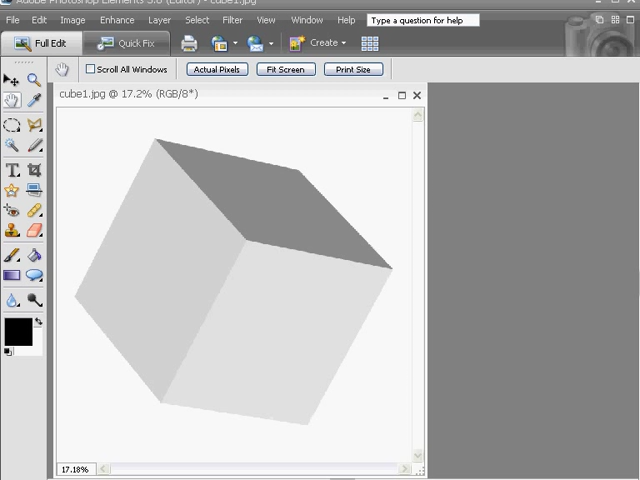 Adobe Photoshop Elements 5.0 (Editor) - cube1.jpg
File Edit Image Enhance Layer Select Filter View Window Help Type a question for help
Full Edit Quick Fix Create
Scroll All Windows Actual Pixels Fit Screen Print Size
cube1.jpg @ 17.2% (RGB/8*)
T
17.18%